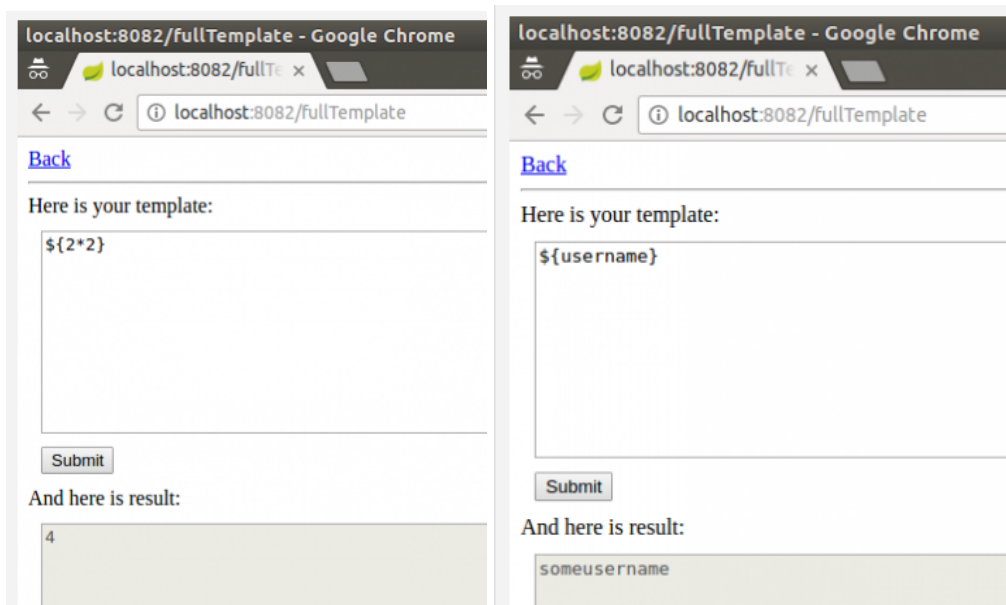 localhost:8082/fullTemplate - Google Chrome
localhost:8082/fullTe
localhost:8082/fullTemplate
Back
Here is your template:
${2*2}
Submit
And here is result:
4
localhost:8082/fullTemplate - Google Chrome
localhost:8082/fullTe
localhost:8082/fullTemplate
Back
Here is your template:
${username}
Submit
And here is result:
someusername